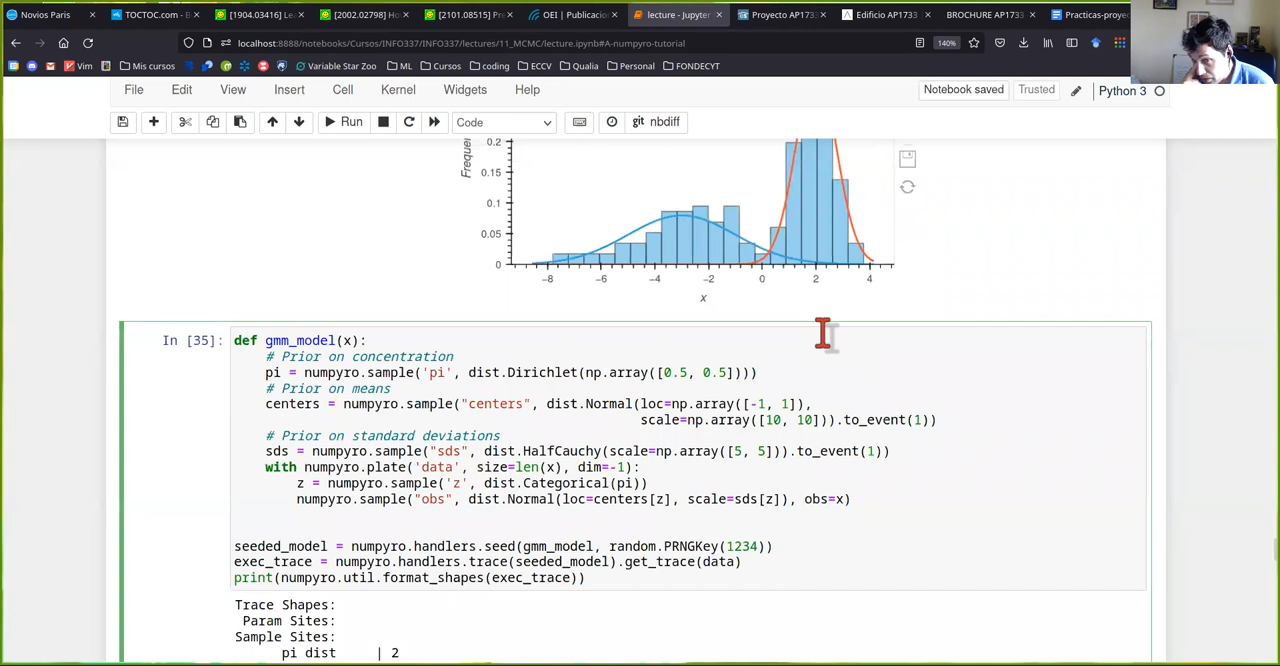 Novios Paris
TOCTOC.com - B
[1904.03416] Lea
[2002.02798] Ho
[2101.08515] Pre
OEI | Publicacion
lecture - Jupyter
Proyecto AP1733
Edificio AP1733
BROCHURE AP1733
Practicas-proye
localhost:8888/notebooks/Cursos/INFO337/INFO337/lectures/11_MCMC/lecture.ipynb#A-numpyro-tutorial
140%
Vim
Mis cursos
Variable Star Zoo
ML
Cursos
coding
ECCV
Qualia
Personal
FONDECYT
File Edit View Insert Cell Kernel Widgets Help
Notebook saved
Trusted
Python 3
Run
Code
git nbdiff
Frequen
0.2
0.15
0.1
0.05
0
−8 −6 −4 −2 0 2 4
x
In [35]: def gmm_model(x):
# Prior on concentration
pi = numpyro.sample('pi', dist.Dirichlet(np.array([0.5, 0.5])))
# Prior on means
centers = numpyro.sample("centers", dist.Normal(loc=np.array([-1, 1]),
scale=np.array([10, 10])).to_event(1))
# Prior on standard deviations
sds = numpyro.sample("sds", dist.HalfCauchy(scale=np.array([5, 5])).to_event(1))
with numpyro.plate('data', size=len(x), dim=-1):
z = numpyro.sample('z', dist.Categorical(pi))
numpyro.sample("obs", dist.Normal(loc=centers[z], scale=sds[z]), obs=x)
seeded_model = numpyro.handlers.seed(gmm_model, random.PRNGKey(1234))
exec_trace = numpyro.handlers.trace(seeded_model).get_trace(data)
print(numpyro.util.format_shapes(exec_trace))
Trace Shapes:
Param Sites:
Sample Sites:
pi dist | 2